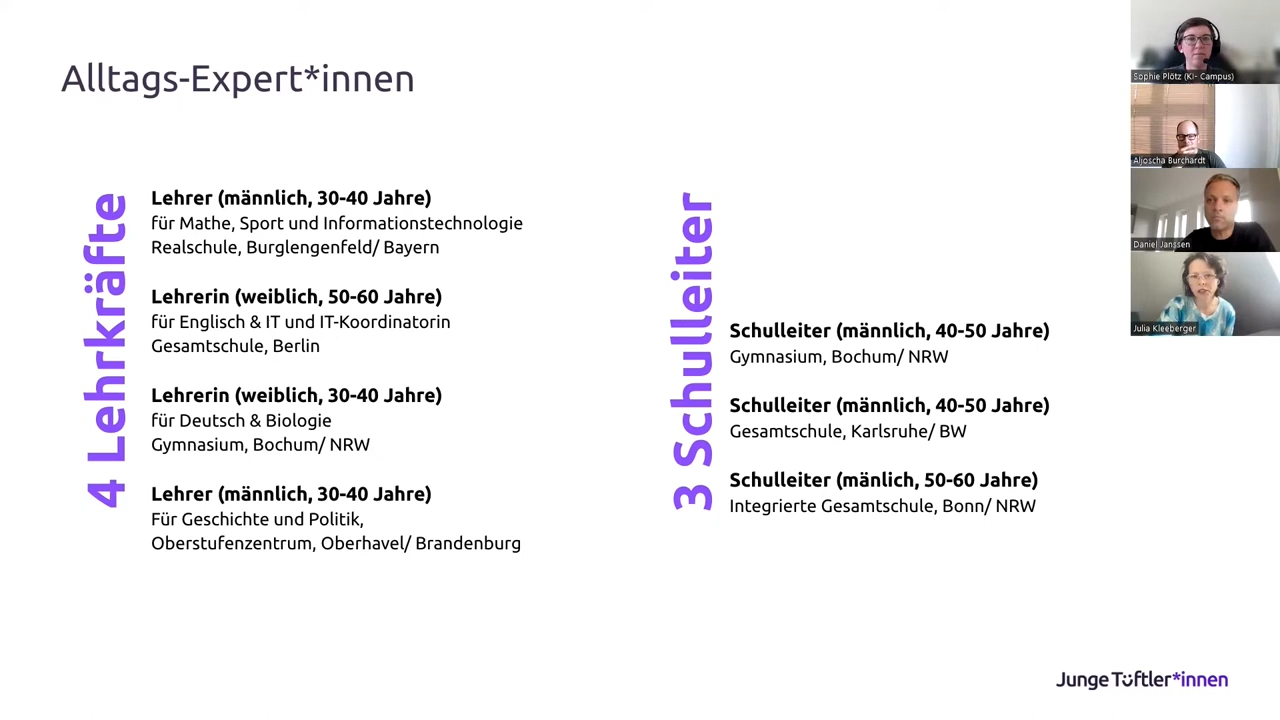 Alltags-Expert*innen
4 Lehrkräfte
Lehrer (männlich, 30-40 Jahre)
für Mathe, Sport und Informationstechnologie
Realschule, Burglengenfeld/ Bayern
Lehrerin (weiblich, 50-60 Jahre)
für Englisch & IT und IT-Koordinatorin
Gesamtschule, Berlin
Lehrerin (weiblich, 30-40 Jahre)
für Deutsch & Biologie
Gymnasium, Bochum/ NRW
Lehrer (männlich, 30-40 Jahre)
Für Geschichte und Politik,
Oberstufenzentrum, Oberhavel/ Brandenburg
3 Schulleiter
Schulleiter (männlich, 40-50 Jahre)
Gymnasium, Bochum/ NRW
Schulleiter (männlich, 40-50 Jahre)
Gesamtschule, Karlsruhe/ BW
Schulleiter (mänlich, 50-60 Jahre)
Integrierte Gesamtschule, Bonn/ NRW
Sophie Plötz (KI- Campus)
Aljoscha Burchardt
Daniel Janssen
Julia Kleeberger
Junge Tüftler*innen